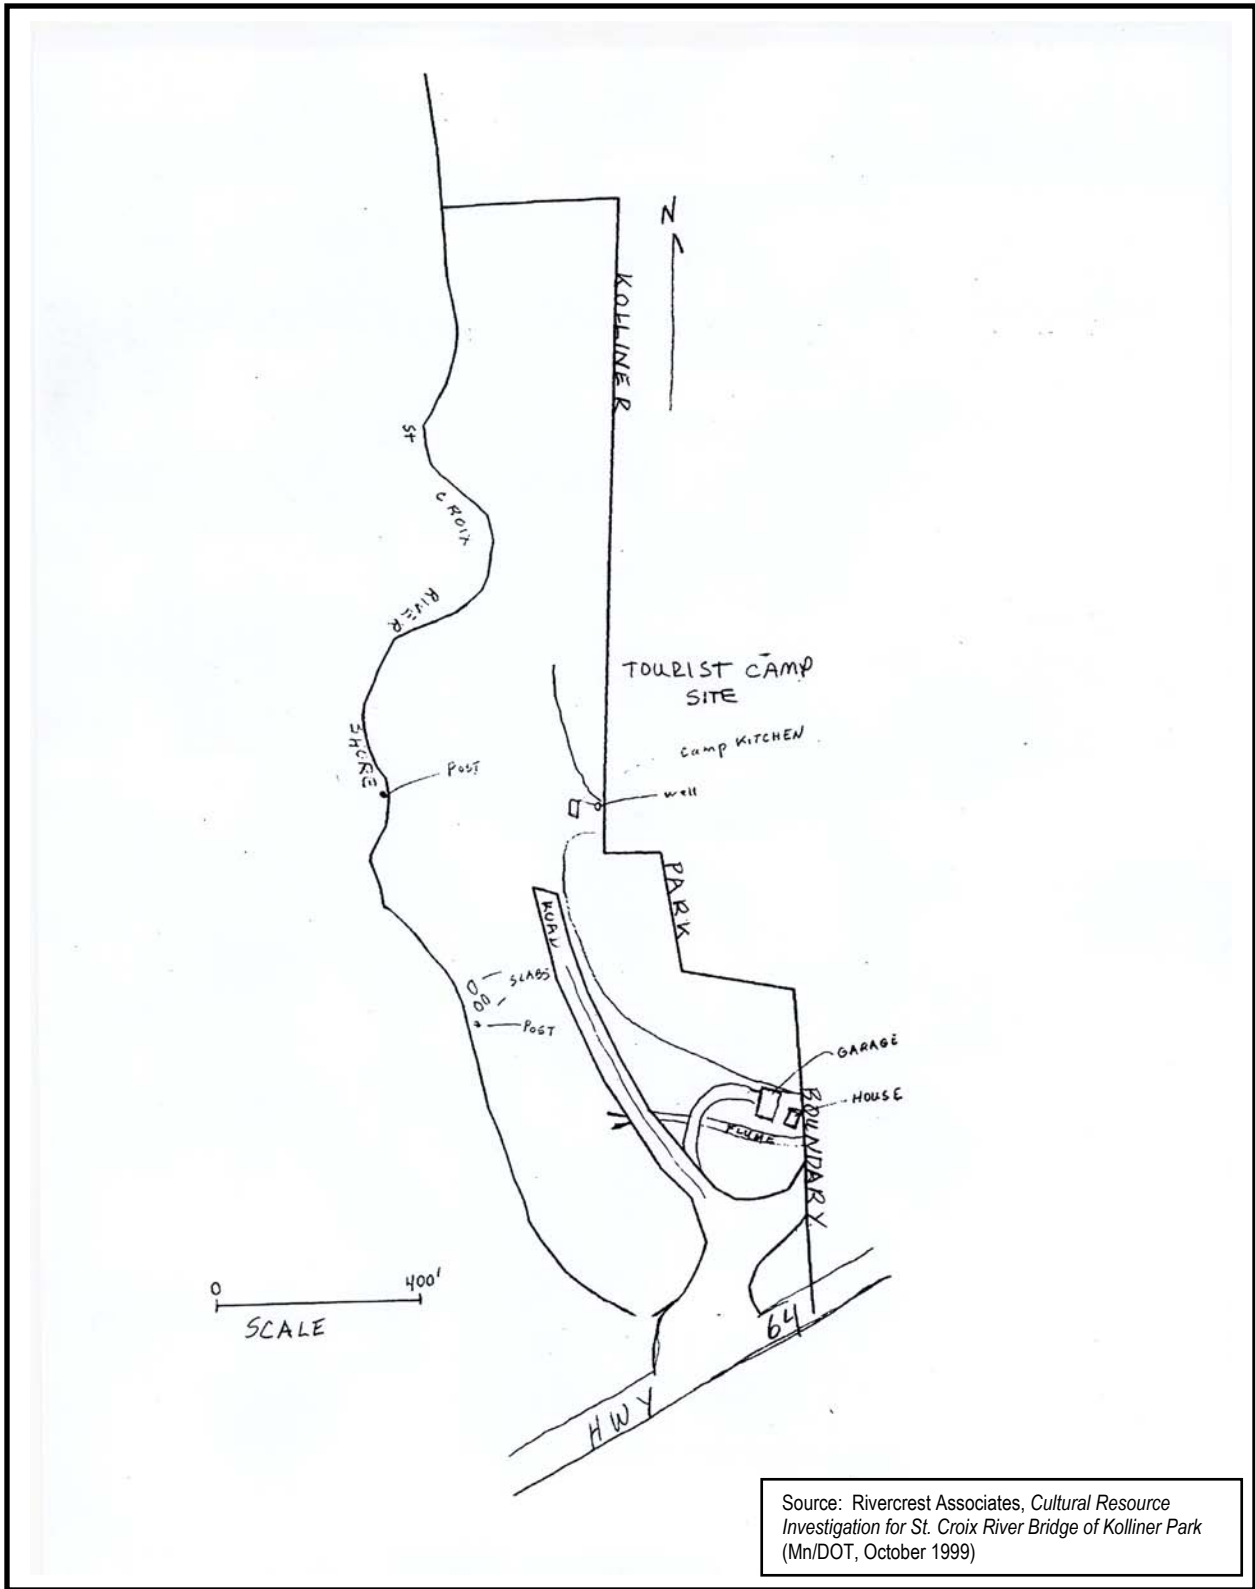 N
KOLLINER
St
CROIX
RIVER
SHORE
TOURIST CAMP
SITE
Camp KITCHEN
Post
well
PARK
ROAD
SLABS
POST
GARAGE
HOUSE
BOUNDARY
FLUME
0 400'
SCALE
64
HWY
Source: Rivercrest Associates, Cultural Resource
Investigation for St. Croix River Bridge of Kolliner Park
(Mn/DOT, October 1999)